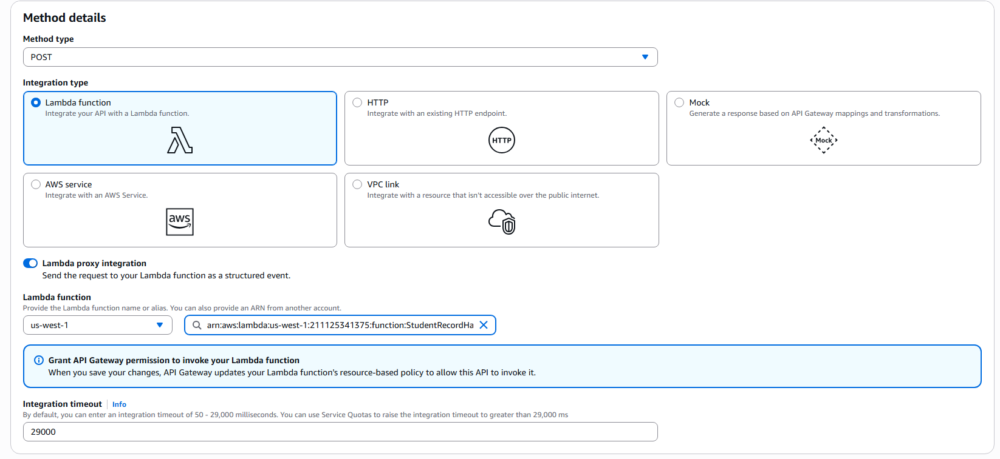 Method details
Method type
POST
Integration type
Lambda function
Integrate your API with a Lambda function.
HTTP
Integrate with an existing HTTP endpoint.
HTTP
Mock
Generate a response based on API Gateway mappings and transformations.
Mock
AWS service
Integrate with an AWS Service.
aws
VPC link
Integrate with a resource that isn't accessible over the public internet.
Lambda proxy integration
Send the request to your Lambda function as a structured event.
Lambda function
Provide the Lambda function name or alias. You can also provide an ARN from another account.
us-west-1
arn:aws:lambda:us-west-1:211125341375:function:StudentRecordHa
Grant API Gateway permission to invoke your Lambda function
When you save your changes, API Gateway updates your Lambda function's resource-based policy to allow this API to invoke it.
Integration timeout Info
By default, you can enter an integration timeout of 50 - 29,000 milliseconds. You can use Service Quotas to raise the integration timeout to greater than 29,000 ms
29000